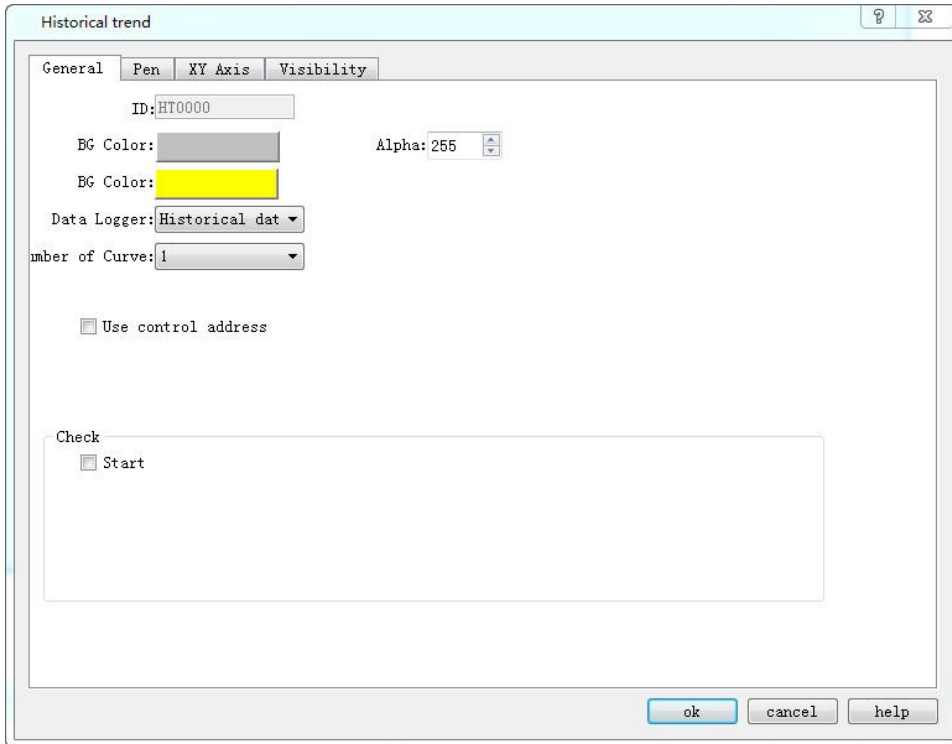 Historical trend
General Pen XY Axis Visibility
ID: HT0000
BG Color: Alpha: 255
BG Color:
Data Logger: Historical dat
umber of Curve: 1
Use control address
Check
Start
ok cancel help